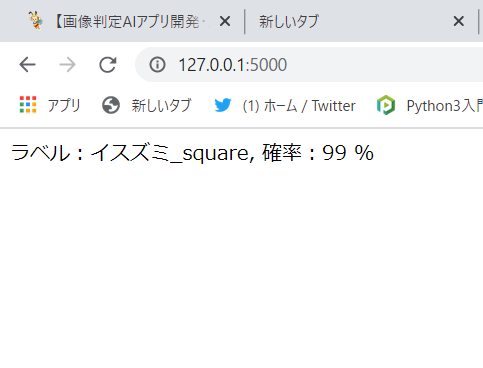 【画像判定AIアプリ開発・ 新しいタブ
127.0.0.1:5000
アプリ 新しいタブ (1) ホーム / Twitter Python3入門
ラベル : イスズミ_square, 確率 : 99 %